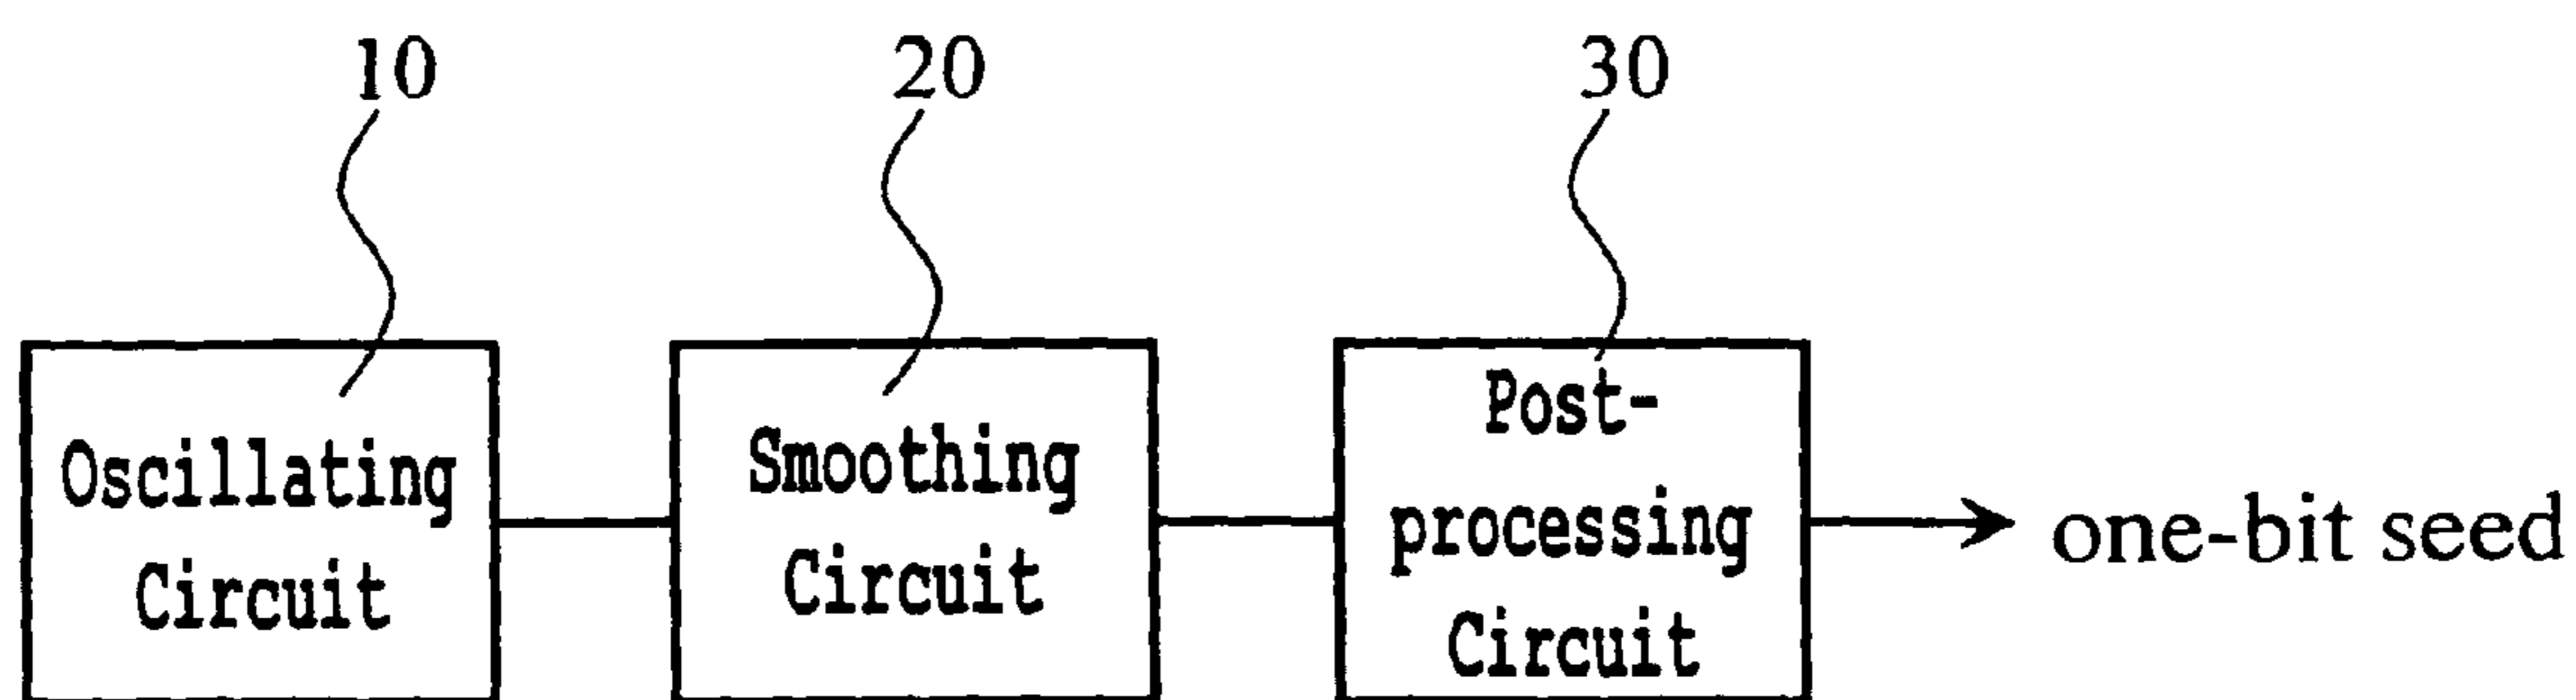 10
20
30
Oscillating
Circuit
Smoothing
Circuit
Post-
processing
Circuit
one-bit seed